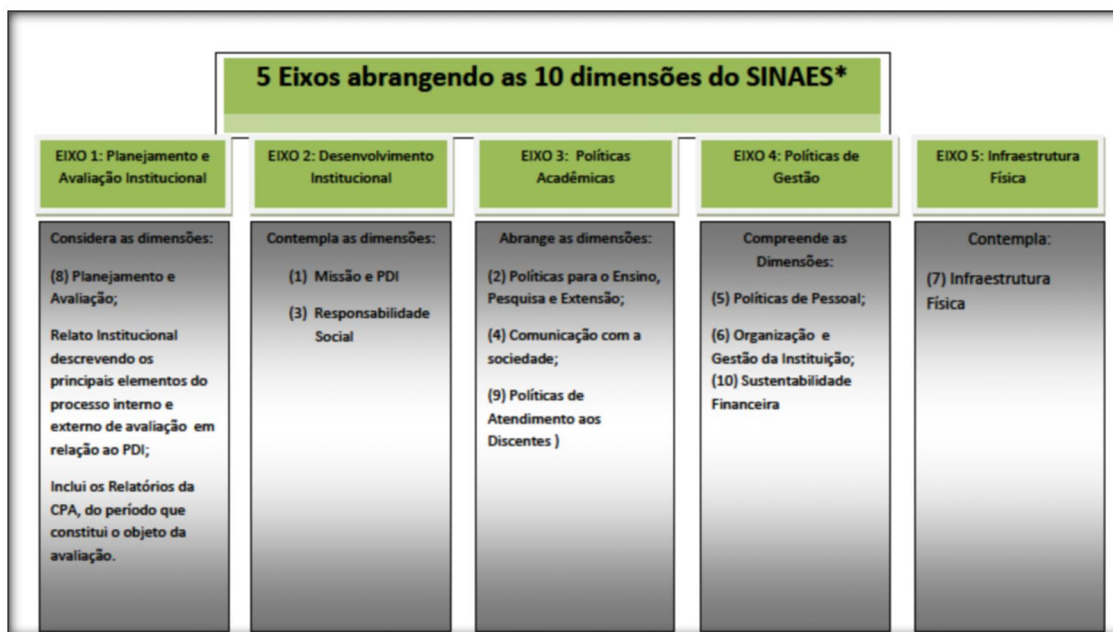 5 Eixos abrangendo as 10 dimensões do SINAES*
EIXO 1: Planejamento e
Avaliação Institucional
Considera as dimensões:
(8) Planejamento e
Avaliação;
Relato Institucional
descrevendo os
principais elementos do
processo interno e
externo de avaliação em
relação ao PDI;
Inclui os Relatórios da
CPA, do período que
constitui o objeto da
avaliação.
EIXO 2: Desenvolvimento
Institucional
Contempla as dimensões:
(1) Missão e PDI
(3) Responsabilidade
Social
EIXO 3: Políticas
Acadêmicas
Abrange as dimensões:
(2) Políticas para o Ensino,
Pesquisa e Extensão;
(4) Comunicação com a
sociedade;
(9) Políticas de
Atendimento aos
Discentes )
EIXO 4: Políticas de
Gestão
Compreende as
Dimensões:
(5) Políticas de Pessoal;
(6) Organização e
Gestão da Instituição;
(10) Sustentabilidade
Financeira
EIXO 5: Infraestrutura
Física
Contempla:
(7) Infraestrutura
Física